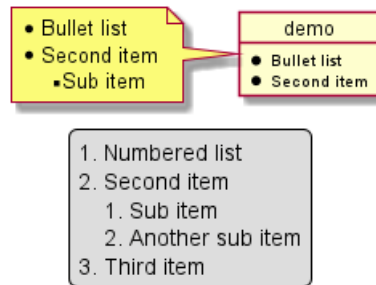 • Bullet list
• Second item
▪ Sub item
demo
• Bullet list
• Second item
1. Numbered list
2. Second item
1. Sub item
2. Another sub item
3. Third item